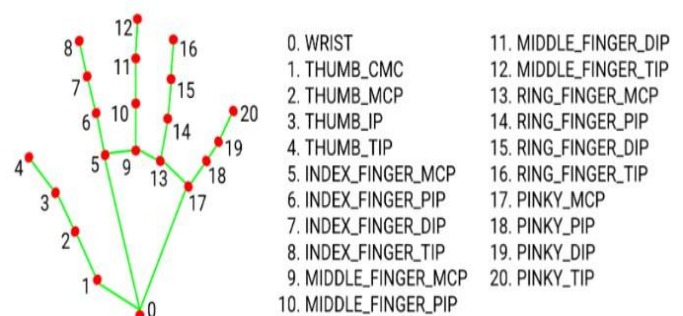 12
8
16
11
7
15
10
20
6
14
4
19
5
9
13
18
3
17
2
1
0
0. WRIST
1. THUMB_CMC
2. THUMB_MCP
3. THUMB_IP
4. THUMB_TIP
5. INDEX_FINGER_MCP
6. INDEX_FINGER_PIP
7. INDEX_FINGER_DIP
8. INDEX_FINGER_TIP
9. MIDDLE_FINGER_MCP
10. MIDDLE_FINGER_PIP
11. MIDDLE_FINGER_DIP
12. MIDDLE_FINGER_TIP
13. RING_FINGER_MCP
14. RING_FINGER_PIP
15. RING_FINGER_DIP
16. RING_FINGER_TIP
17. PINKY_MCP
18. PINKY_PIP
19. PINKY_DIP
20. PINKY_TIP